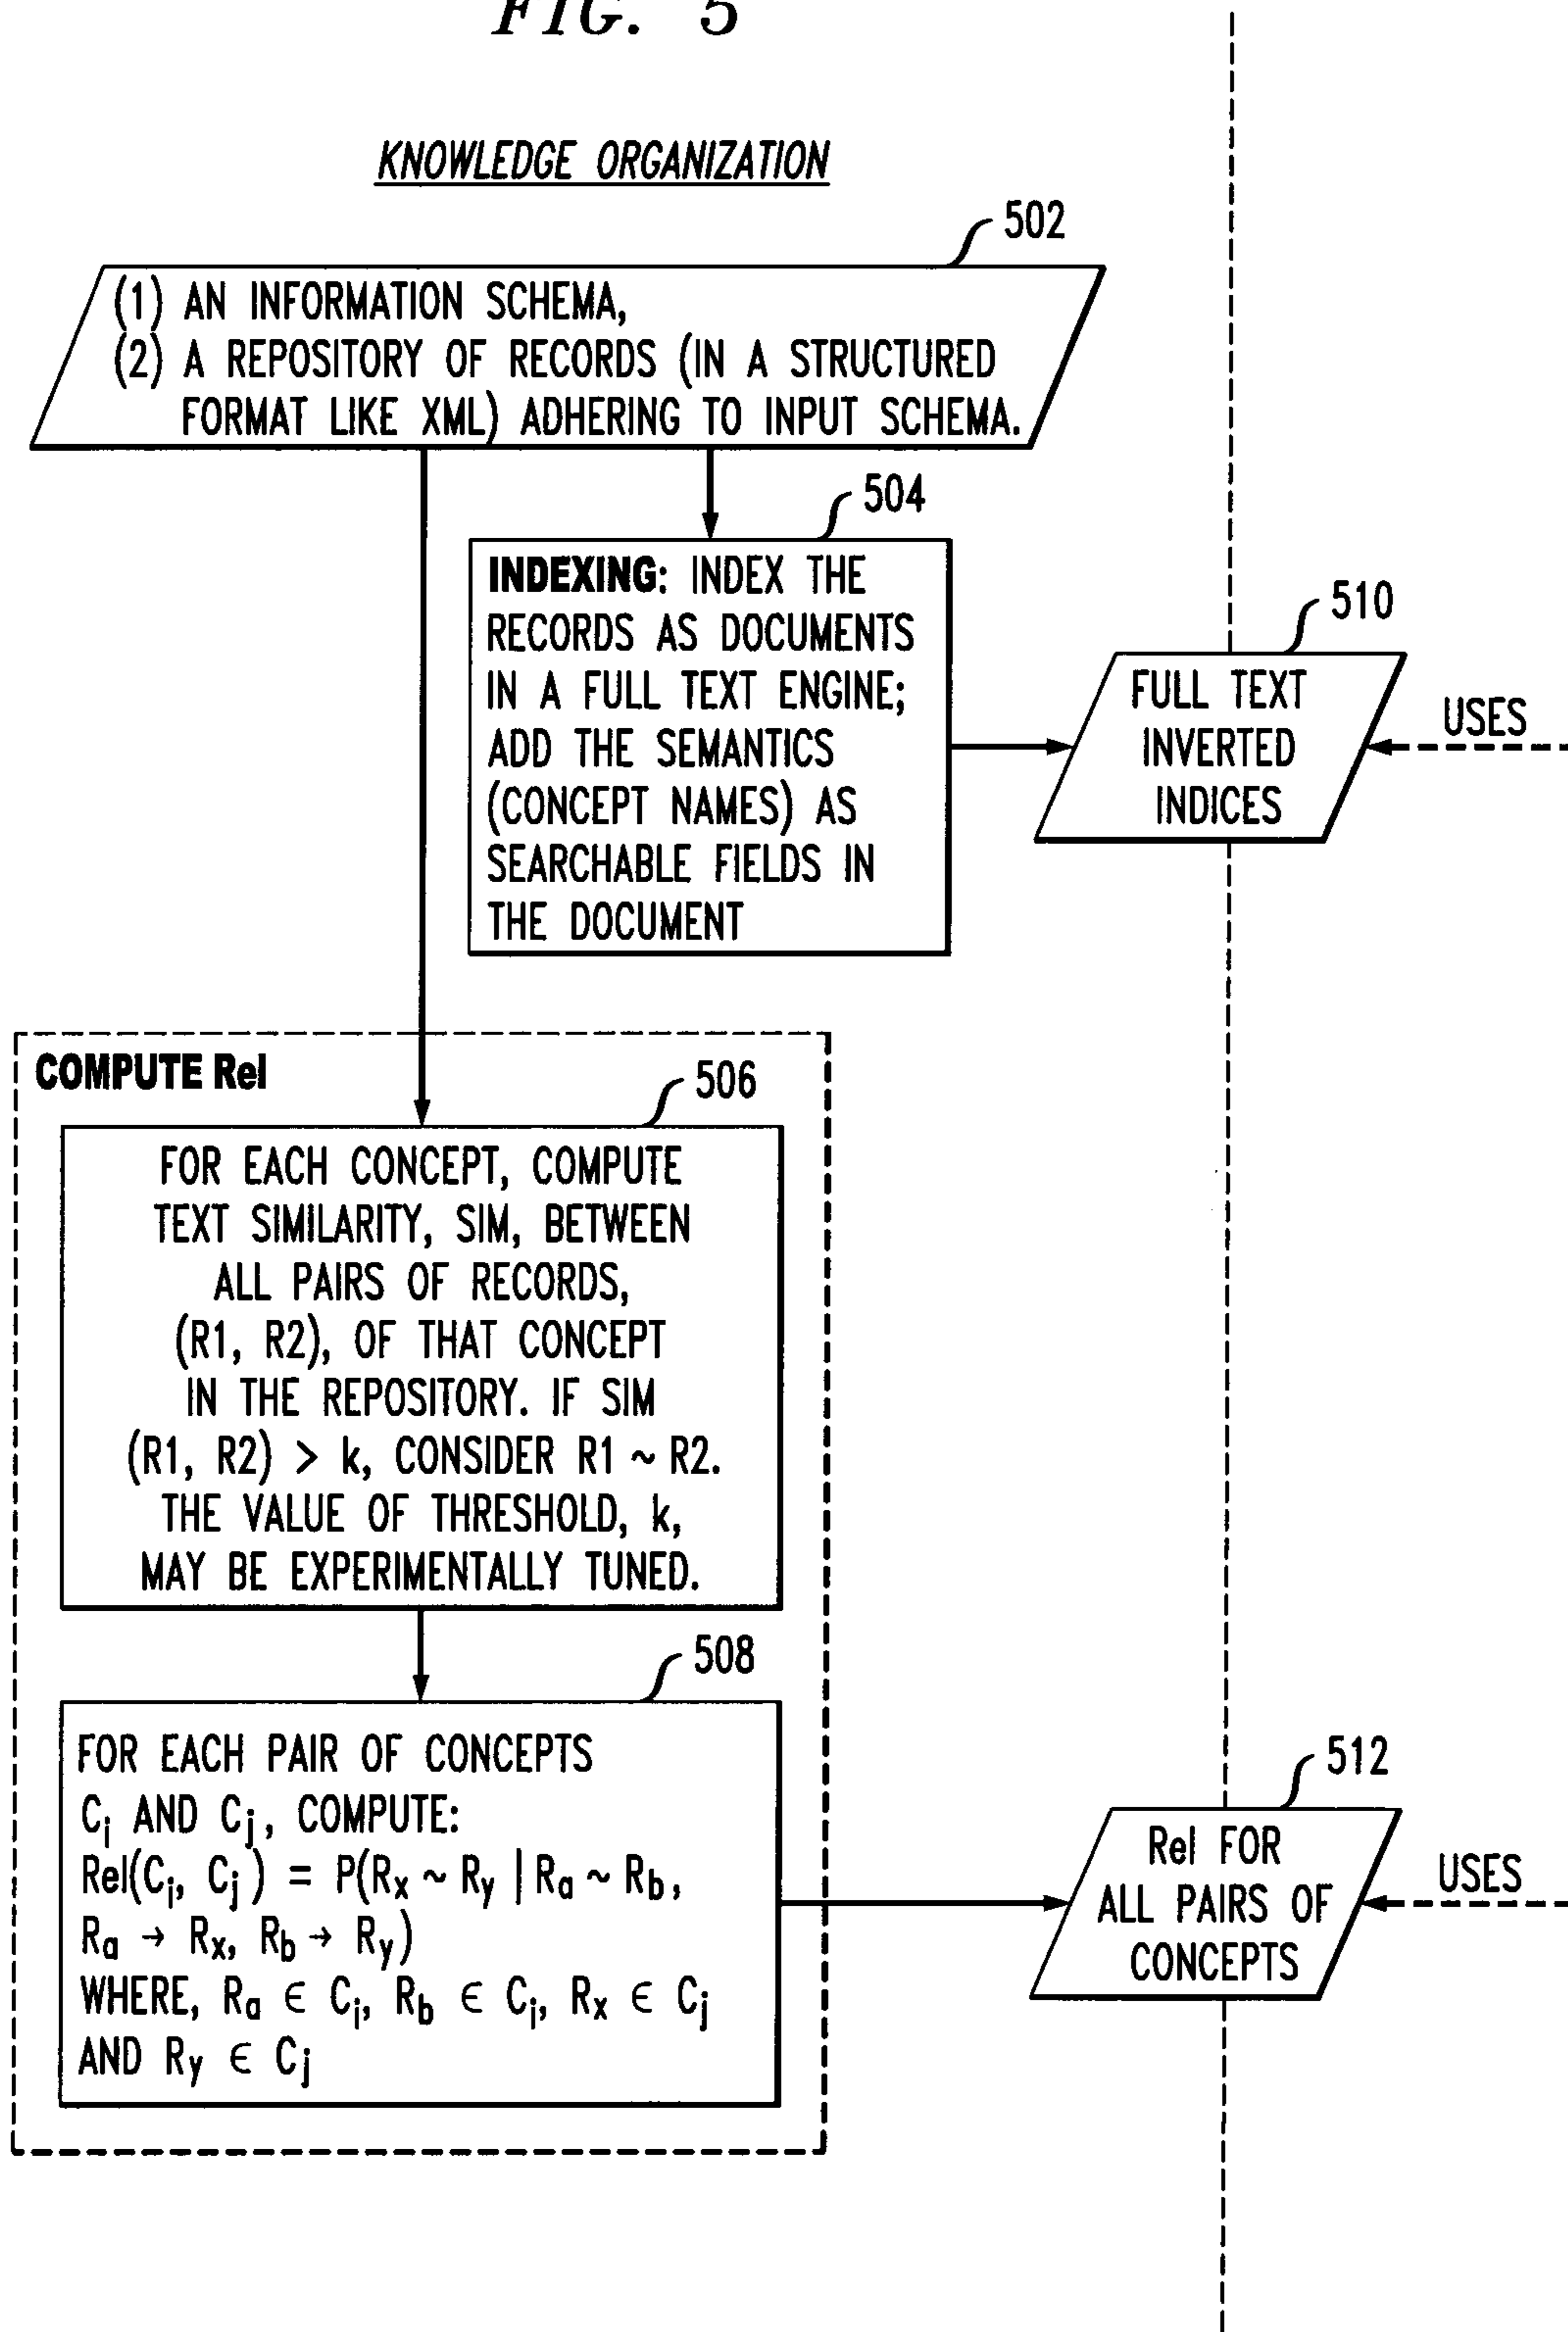 FIG. 5
KNOWLEDGE ORGANIZATION
502
(1) AN INFORMATION SCHEMA,
(2) A REPOSITORY OF RECORDS (IN A STRUCTURED
FORMAT LIKE XML) ADHERING TO INPUT SCHEMA.
504
INDEXING: INDEX THE
RECORDS AS DOCUMENTS
IN A FULL TEXT ENGINE;
ADD THE SEMANTICS
(CONCEPT NAMES) AS
SEARCHABLE FIELDS IN
THE DOCUMENT
510
FULL TEXT
INVERTED
INDICES
USES
COMPUTE Rel
506
FOR EACH CONCEPT, COMPUTE
TEXT SIMILARITY, SIM, BETWEEN
ALL PAIRS OF RECORDS,
(R1, R2), OF THAT CONCEPT
IN THE REPOSITORY. IF SIM
(R1, R2) > k, CONSIDER R1 ~ R2.
THE VALUE OF THRESHOLD, k,
MAY BE EXPERIMENTALLY TUNED.
508
FOR EACH PAIR OF CONCEPTS
Ci AND Cj, COMPUTE:
Rel(Ci, Cj) = P(Rx ~ Ry | Ra ~ Rb,
Ra → Rx, Rb → Ry)
WHERE, Ra ∈ Ci, Rb ∈ Ci, Rx ∈ Cj
AND Ry ∈ Cj
512
Rel FOR
ALL PAIRS OF
CONCEPTS
USES